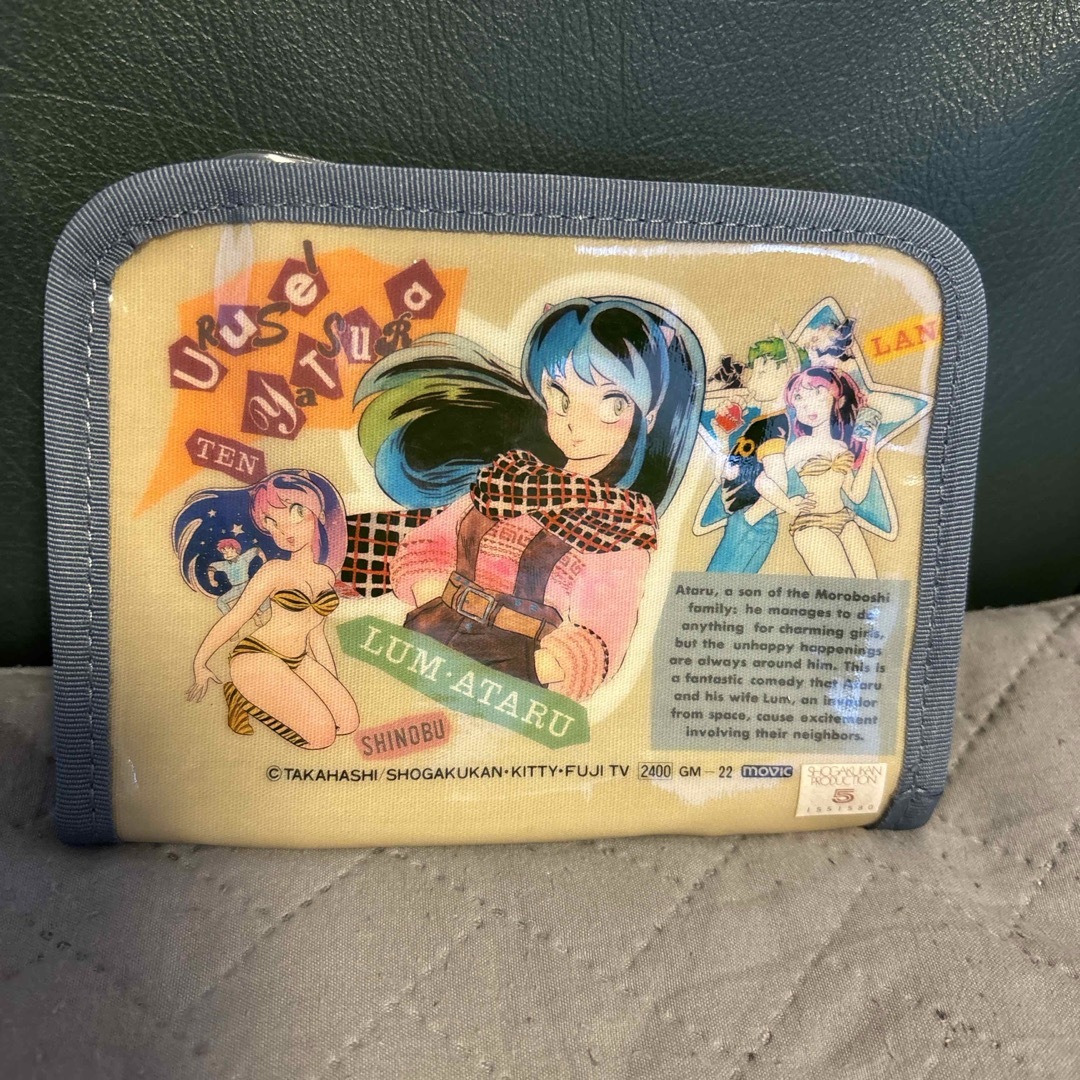 Urusei
Yatsura
TEN
LAN
LUM·ATARU
SHINOBU
Ataru, a son of the Moroboshi
family: he manages to do
anything for charming girls,
but the unhappy happenings
are always around him. This is
a fantastic comedy that Ataru
and his wife Lum, an invador
from space, cause excitement
involving their neighbors.
©TAKAHASHI/SHOGAKUKAN·KITTY·FUJI TV 2400 GM-22 movic
SHOGAKUKAN
PRODUCTION
5